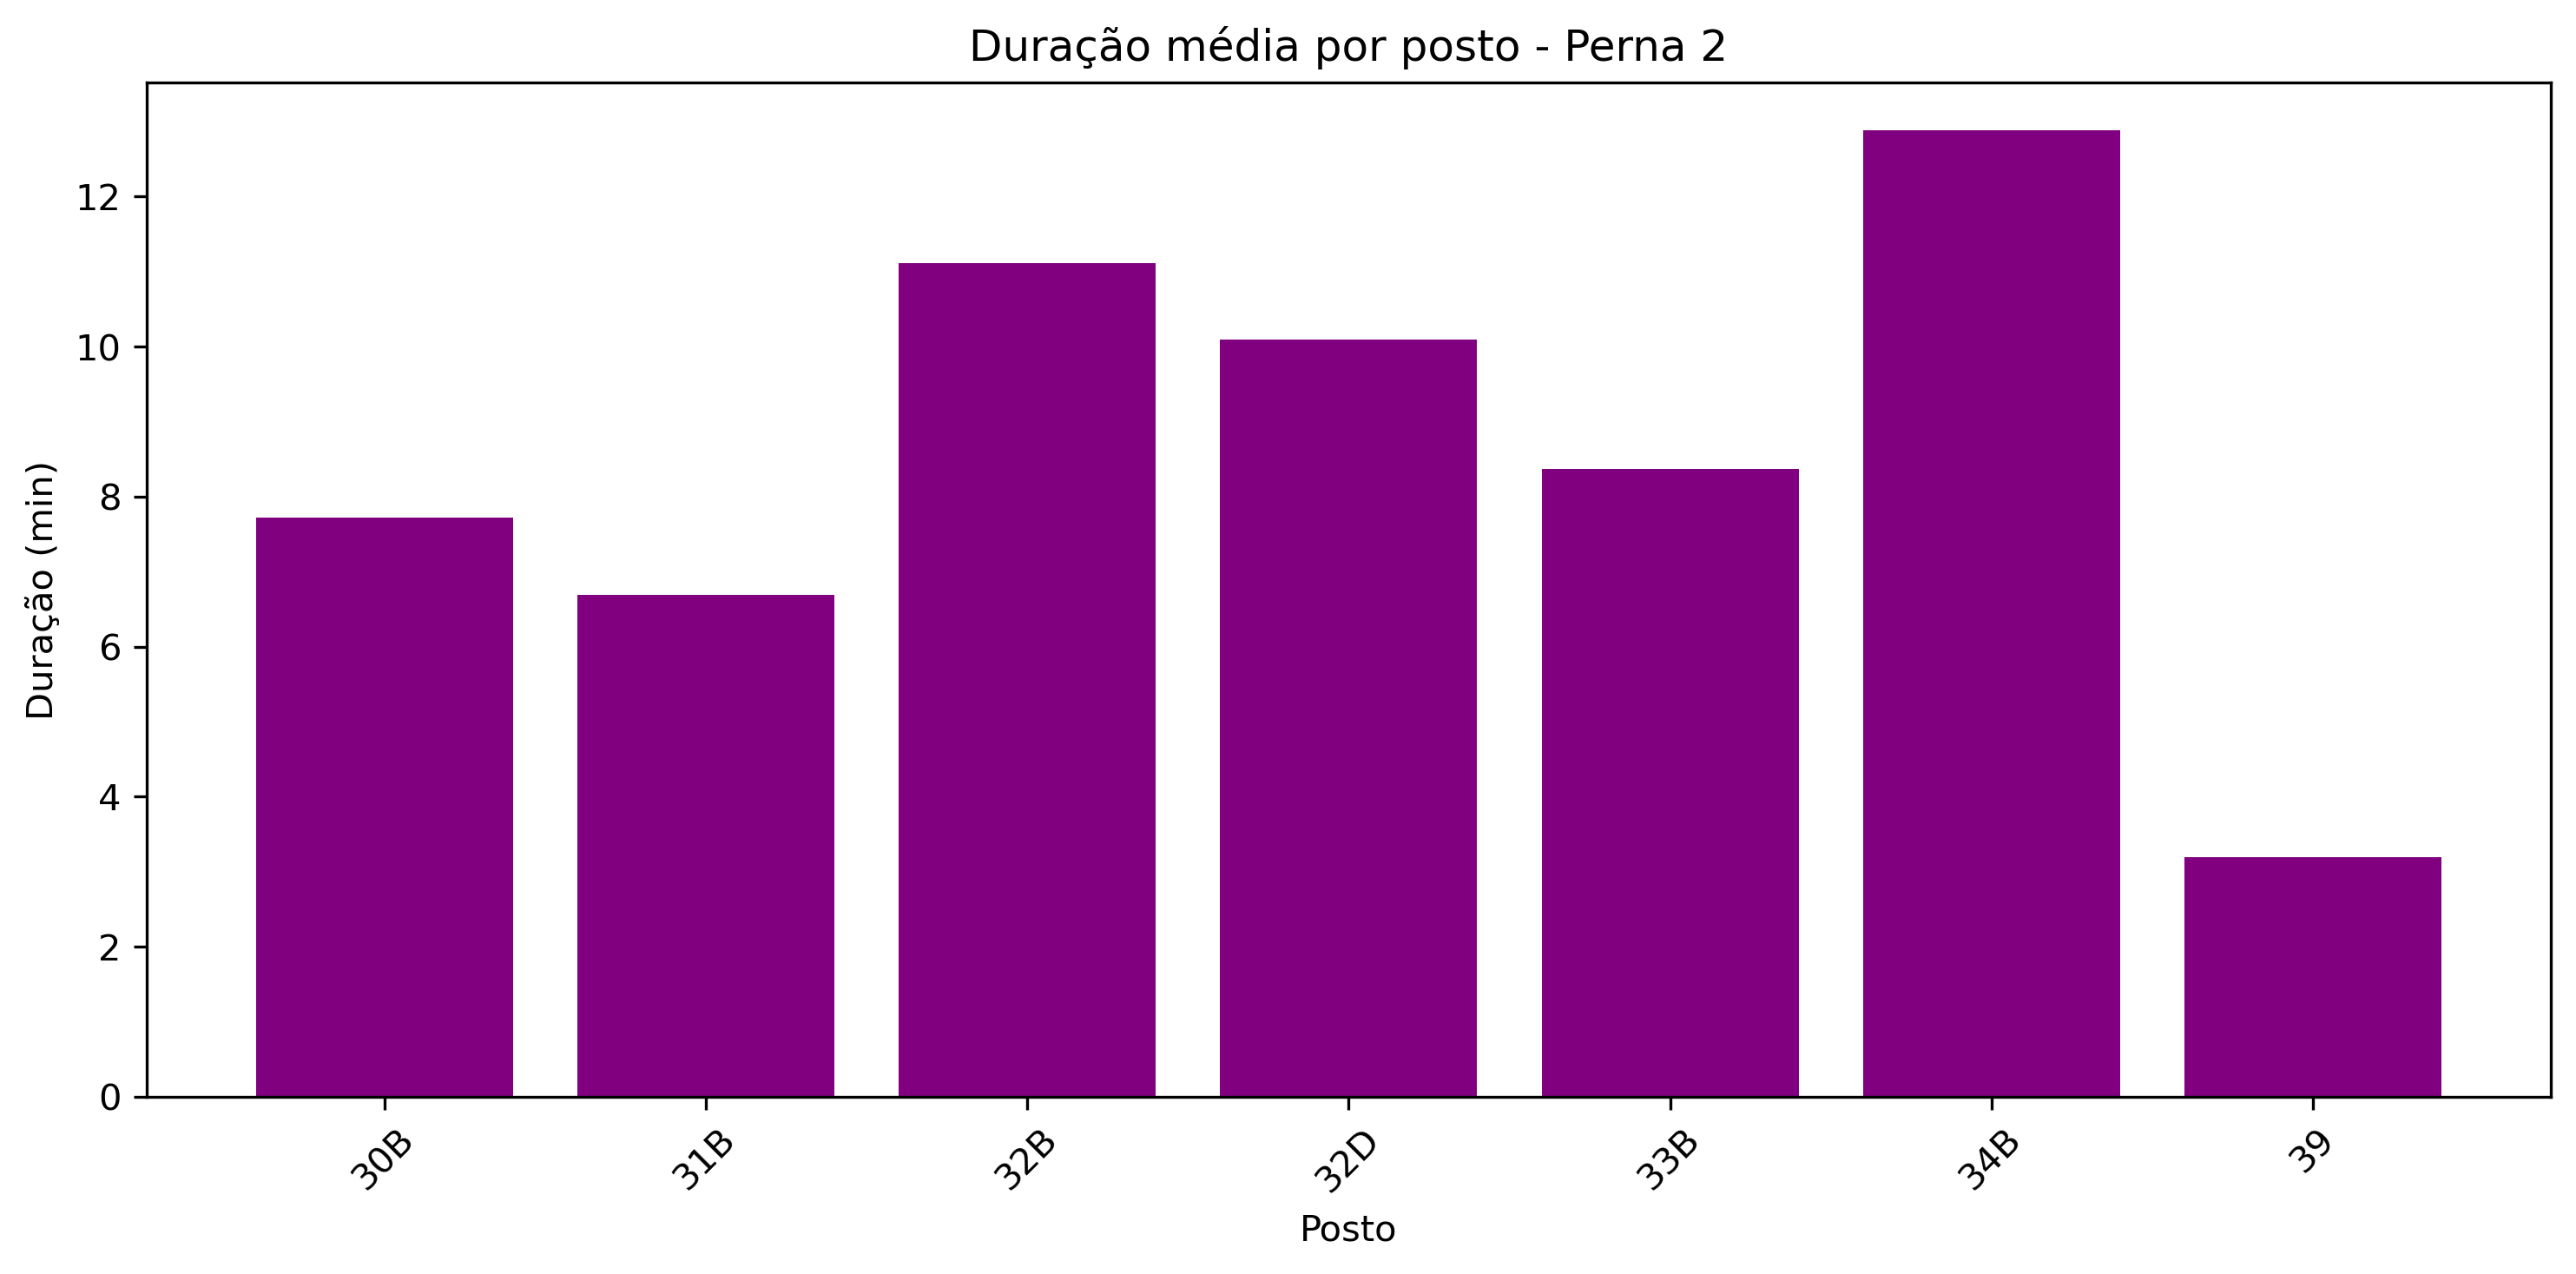 Duração média por posto - Perna 2
Duração (min)
12
10
8
6
4
2
0
30B
31B
32B
32D
33B
34B
39
Posto